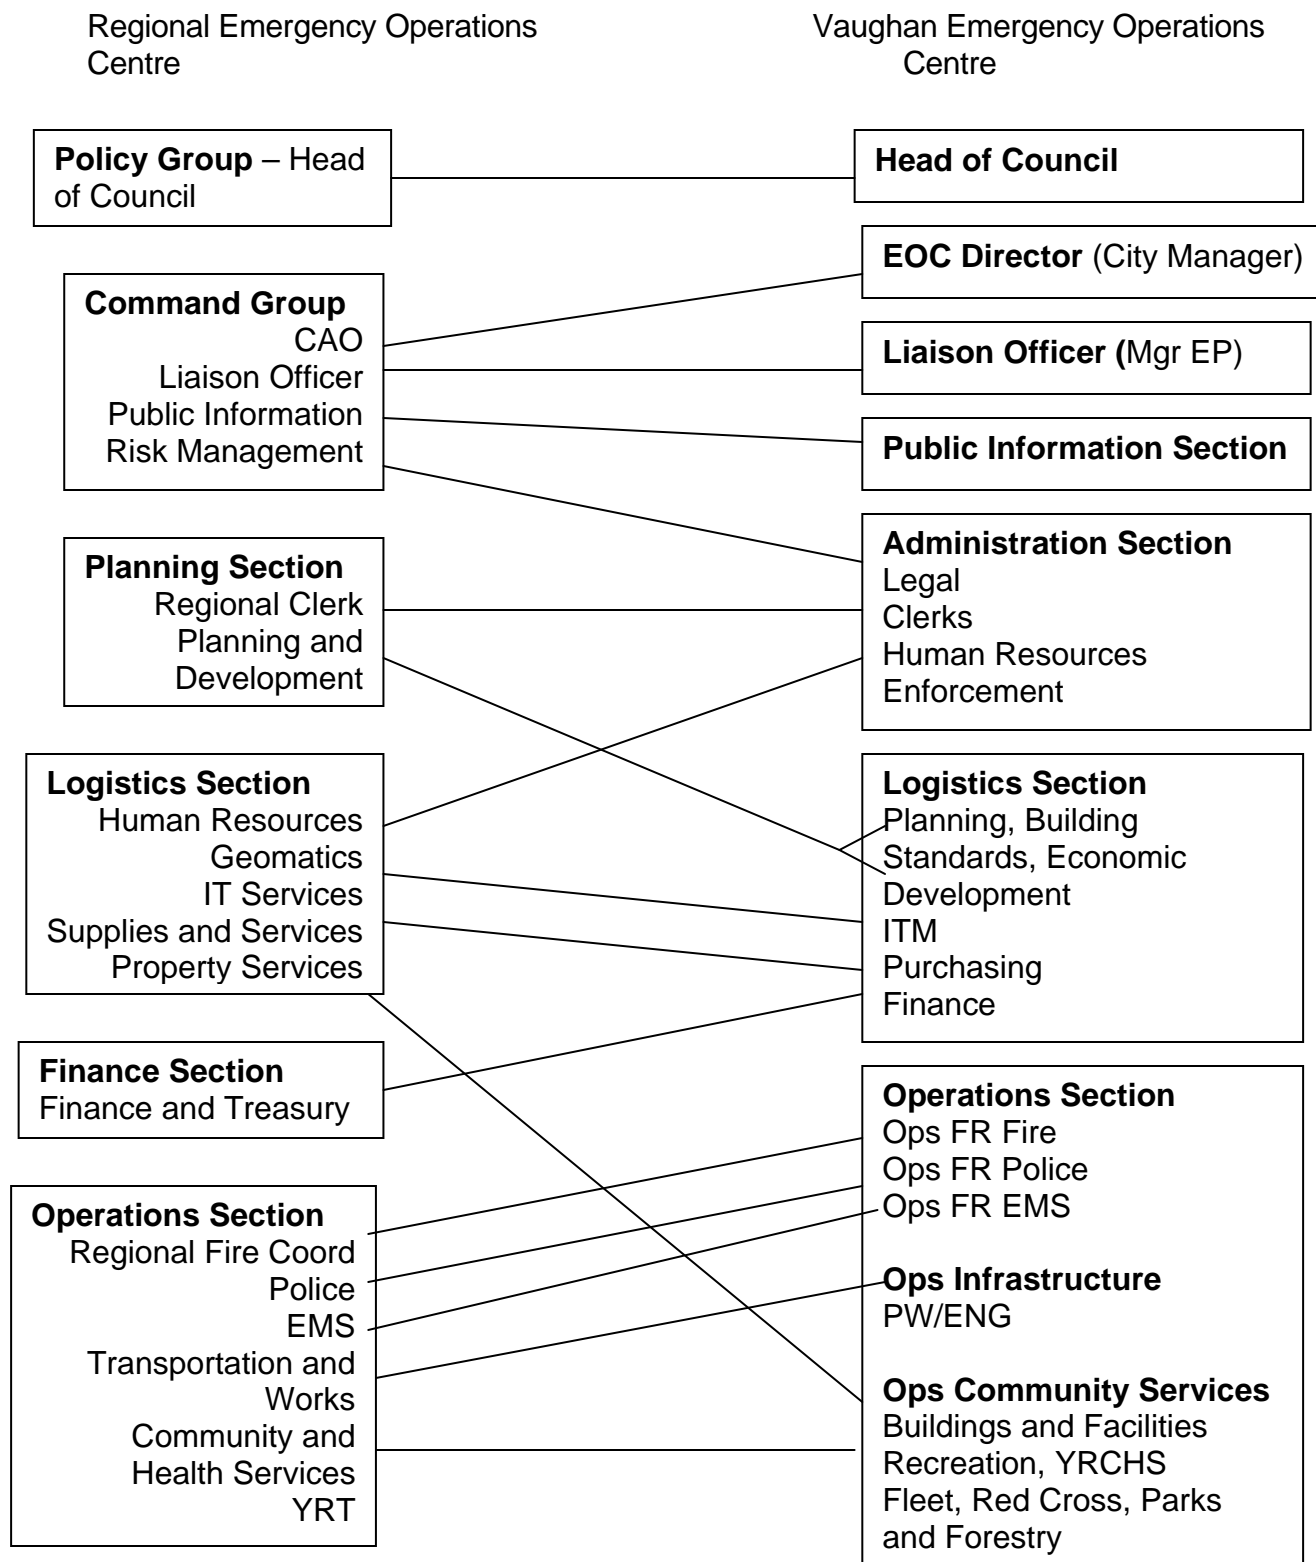 Regional Emergency Operations
Centre
Vaughan Emergency Operations
Centre
Policy Group – Head
of Council
Command Group
CAO
Liaison Officer
Public Information
Risk Management
Planning Section
Regional Clerk
Planning and
Development
Logistics Section
Human Resources
Geomatics
IT Services
Supplies and Services
Property Services
Finance Section
Finance and Treasury
Operations Section
Regional Fire Coord
Police
EMS
Transportation and
Works
Community and
Health Services
YRT
Head of Council
EOC Director (City Manager)
Liaison Officer (Mgr EP)
Public Information Section
Administration Section
Legal
Clerks
Human Resources
Enforcement
Logistics Section
Planning, Building
Standards, Economic
Development
ITM
Purchasing
Finance
Operations Section
Ops FR Fire
Ops FR Police
Ops FR EMS
Ops Infrastructure
PW/ENG
Ops Community Services
Buildings and Facilities
Recreation, YRCHS
Fleet, Red Cross, Parks
and Forestry